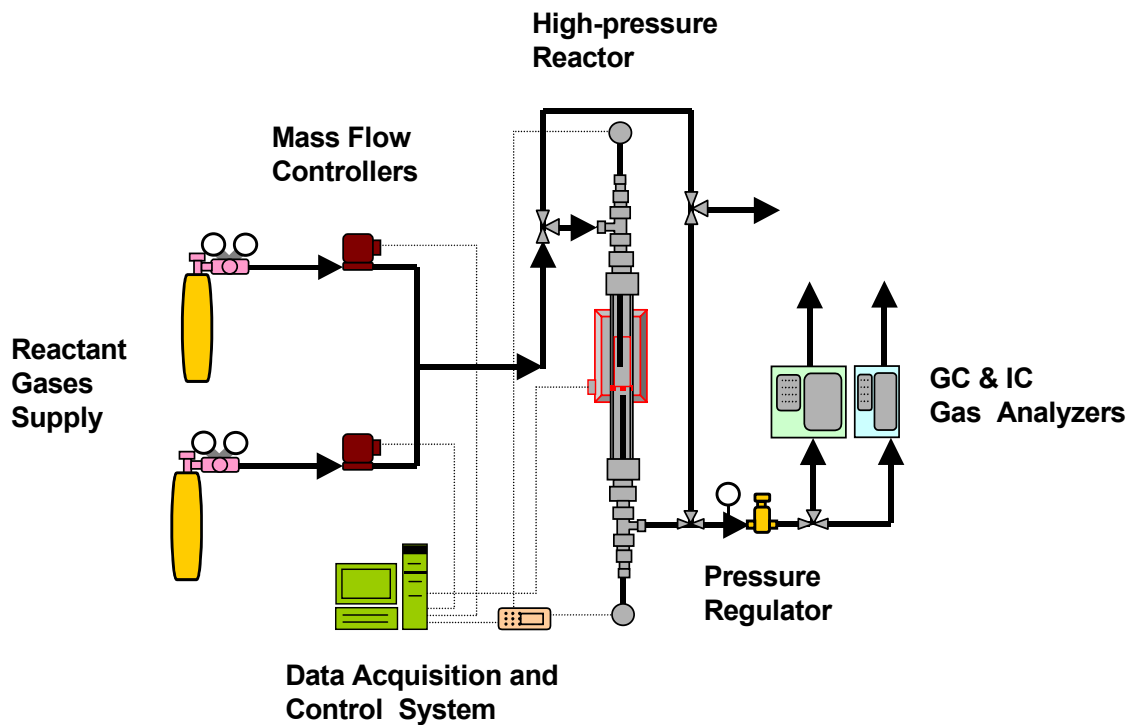 High-pressure
Reactor
Mass Flow
Controllers
Reactant
Gases
Supply
GC & IC
Gas Analyzers
Pressure
Regulator
Data Acquisition and
Control System